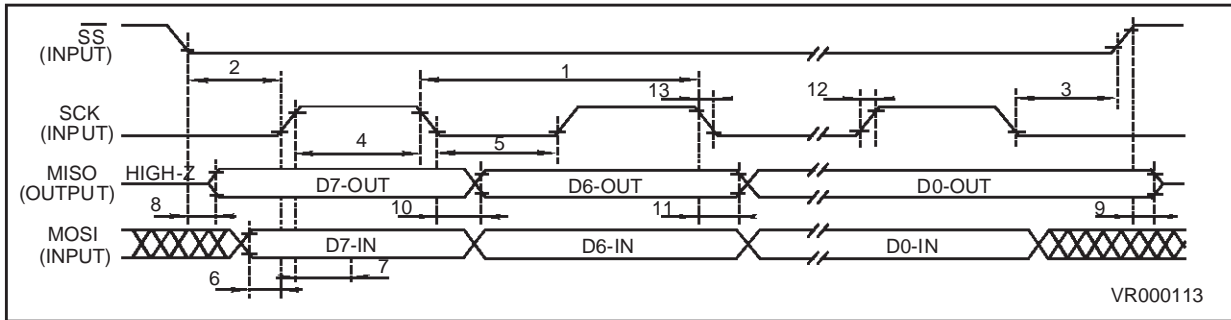 SS
(INPUT)
2
1
13
12
3
SCK
(INPUT)
4
5
MISO
(OUTPUT)
HIGH-Z
D7-OUT
D6-OUT
D0-OUT
8
10
11
9
MOSI
(INPUT)
D7-IN
D6-IN
D0-IN
6
7
VR000113